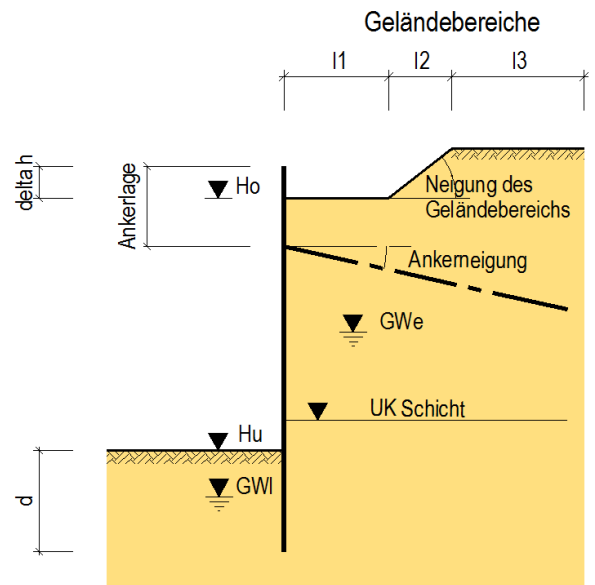 Geländebereiche
l1
l2
l3
delta h
Ankerlage
Ho
Neigung des
Geländebereichs
Ankerneigung
GWe
UK Schicht
Hu
GWl
d